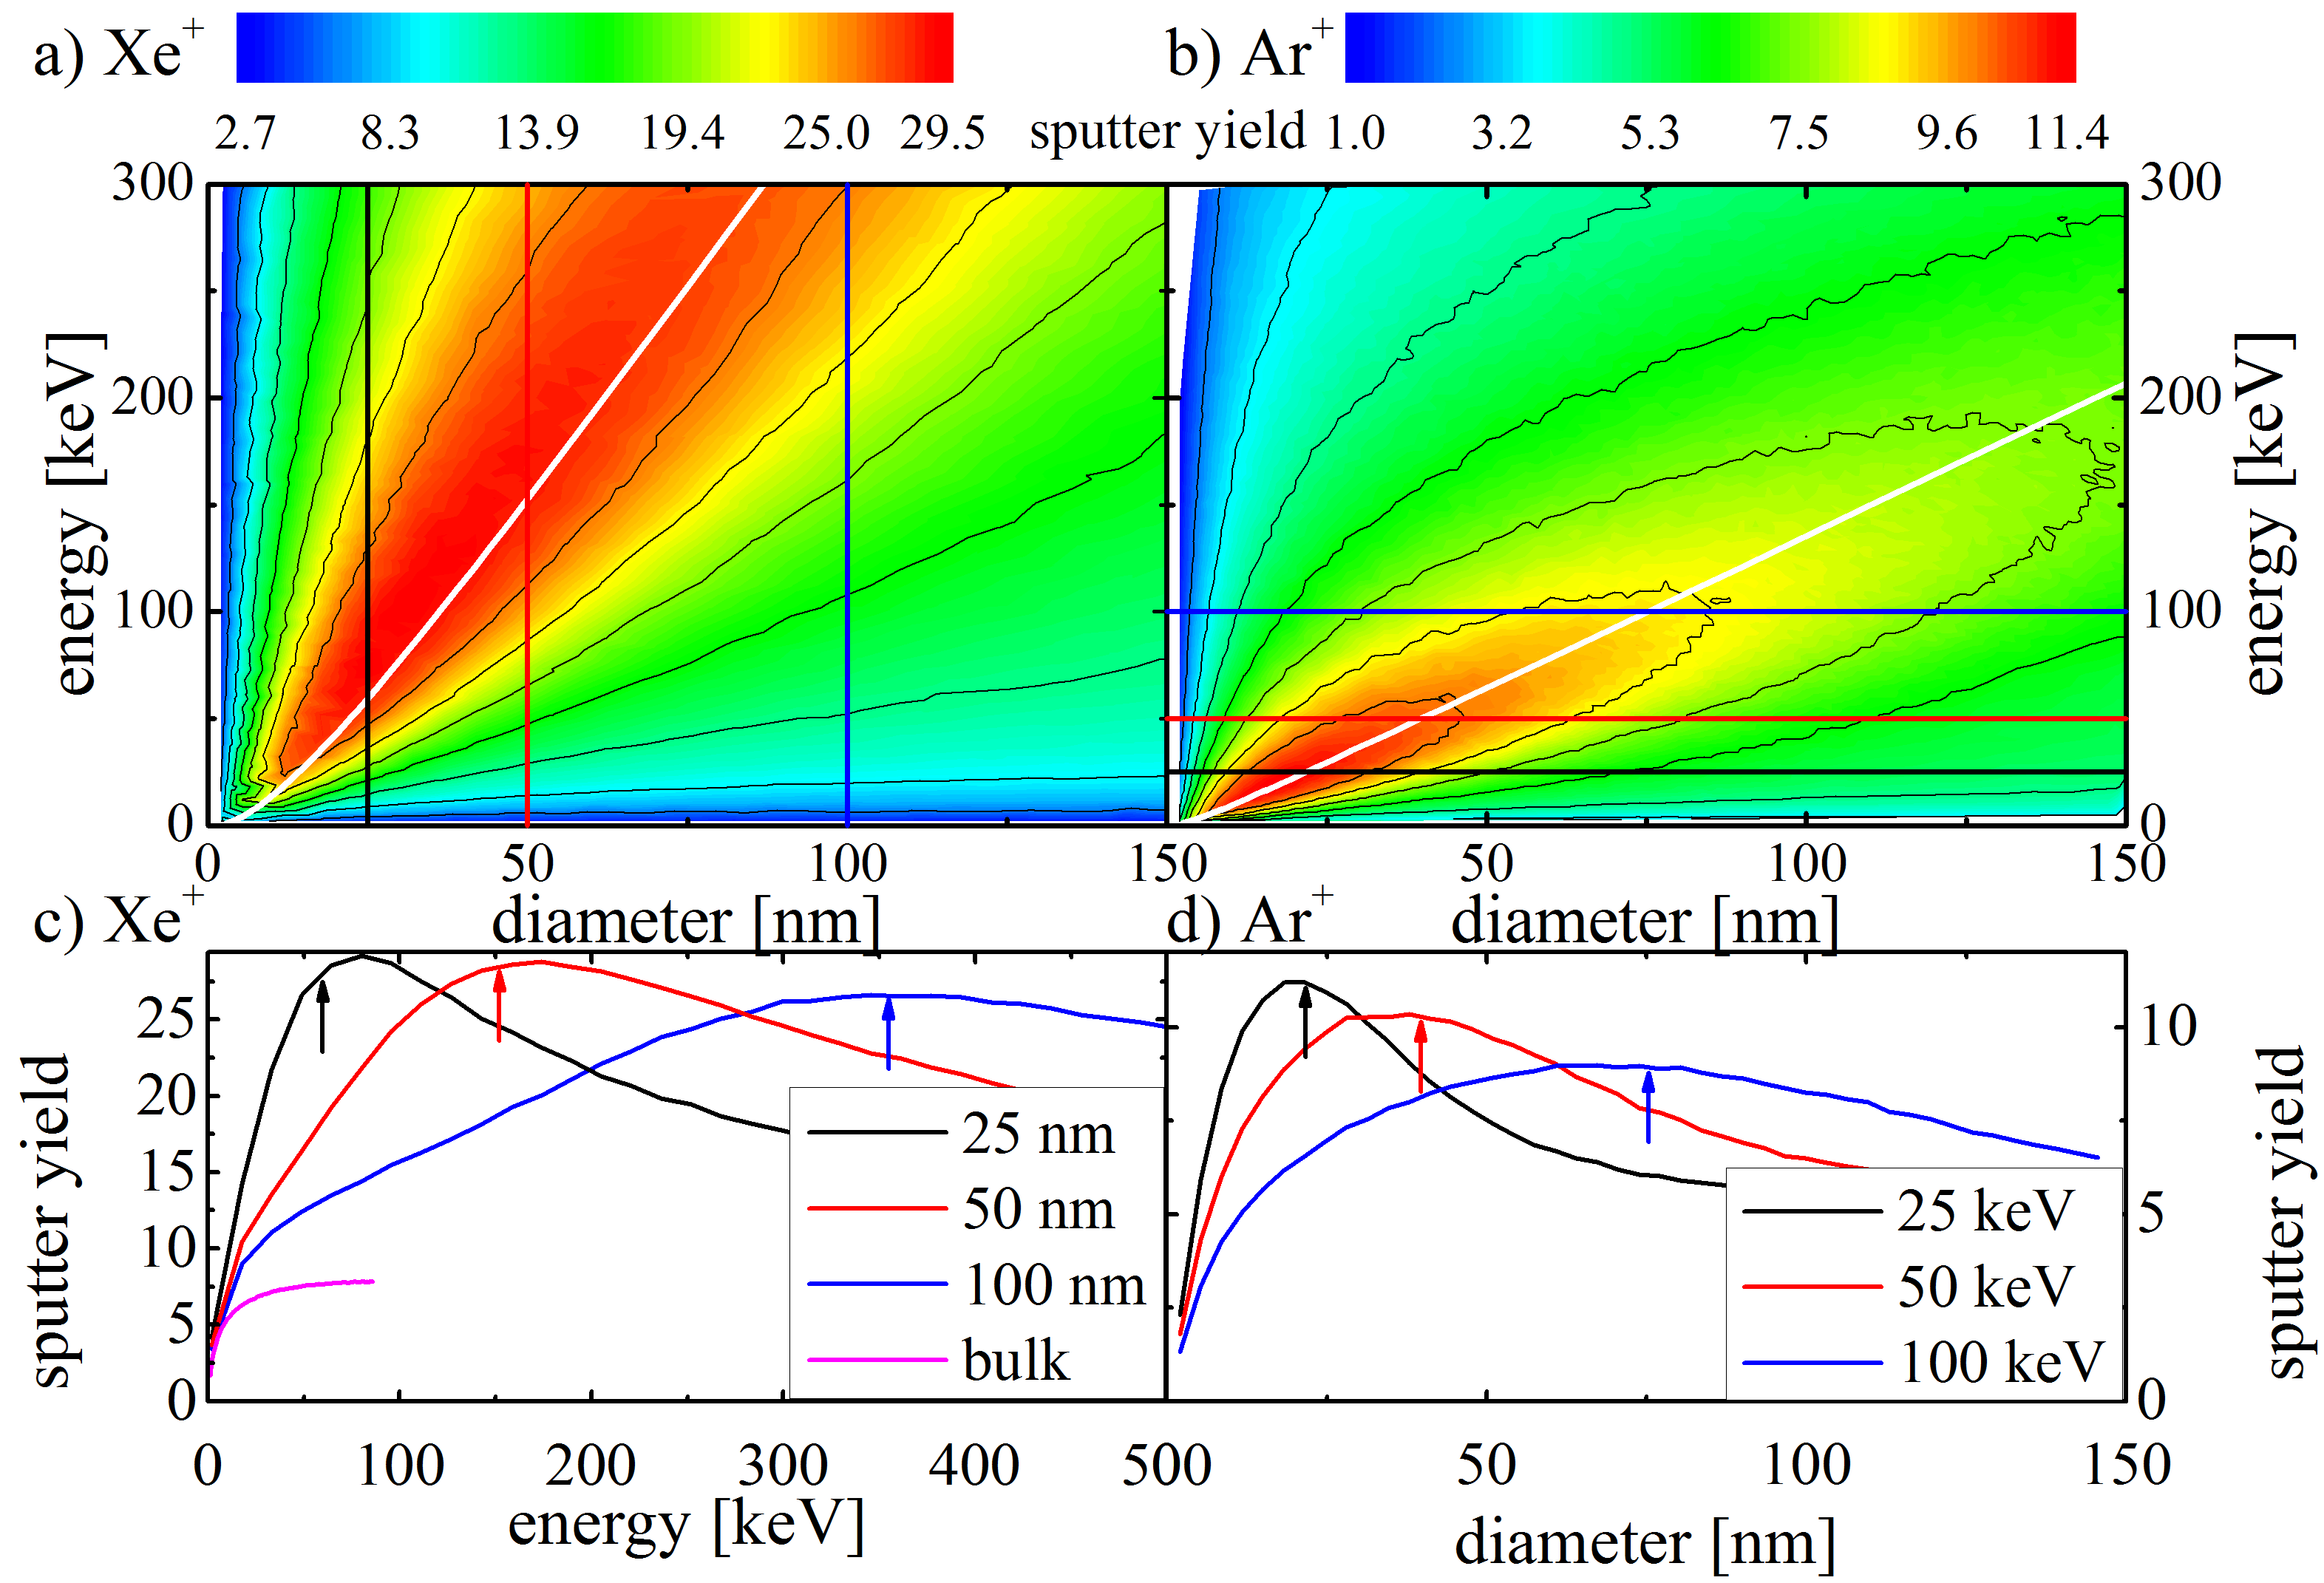 a) Xe+
b) Ar+
2.7 8.3 13.9 19.4 25.0 29.5 sputter yield 1.0 3.2 5.3 7.5 9.6 11.4
energy [keV]
300
200
100
0
0 50 100 150 50 100 150
300
200
100
0
energy [keV]
diameter [nm]
diameter [nm]
c) Xe+
d) Ar+
sputter yield
25
20
15
10
5
0
25 nm
50 nm
100 nm
bulk
25 keV
50 keV
100 keV
10
5
0
sputter yield
0 100 200 300 400 500 50 100 150
energy [keV]
diameter [nm]